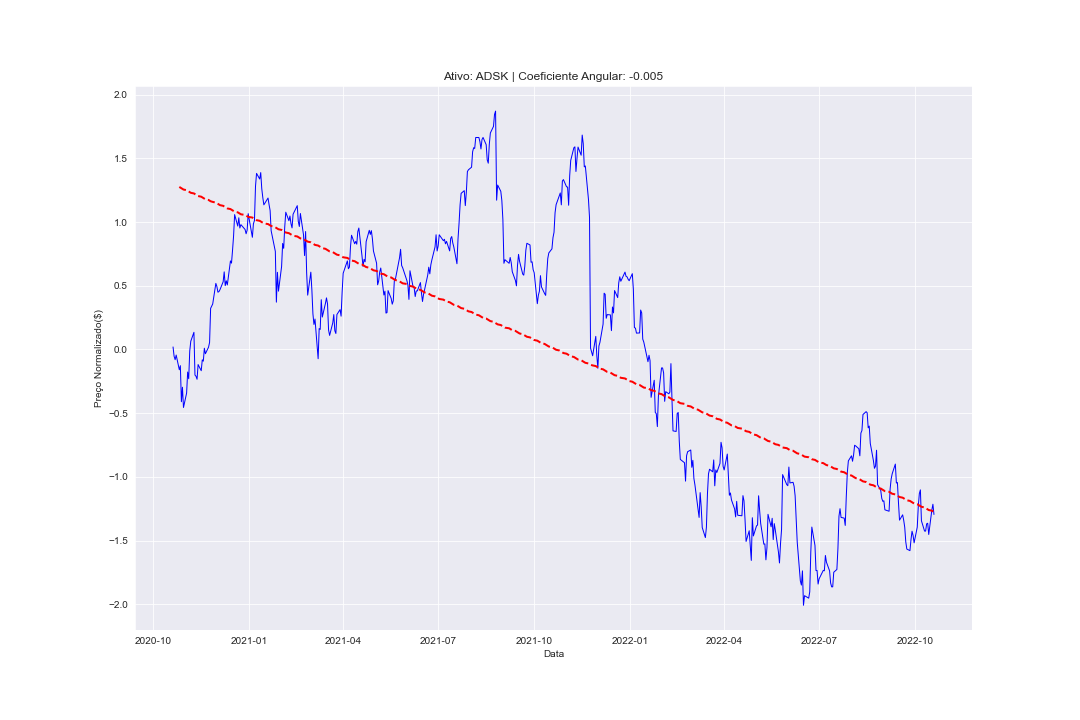 Ativo: ADSK | Coeficiente Angular: -0.005
Preço Normalizado($)
2.0
1.5
1.0
0.5
0.0
−0.5
−1.0
−1.5
−2.0
2020-10 2021-01 2021-04 2021-07 2021-10 2022-01 2022-04 2022-07 2022-10
Data